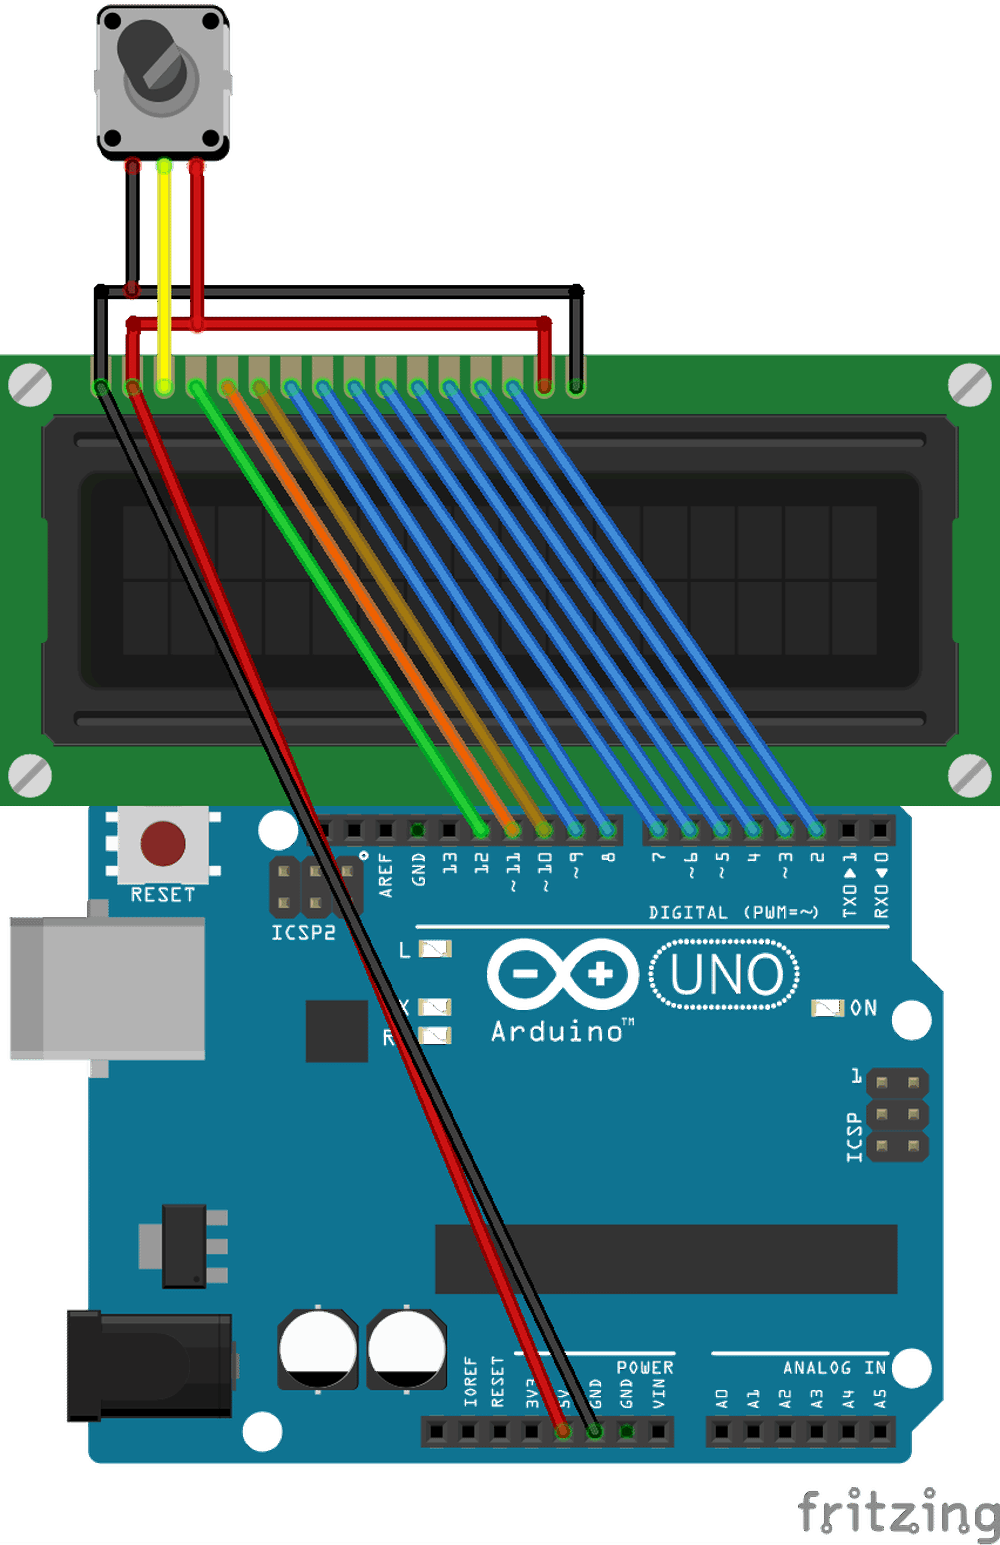 RESET
ICSP2
AREF
GND
13
12
~11
~10
~9
8
7
~6
~5
4
~3
2
TX0▶1
RX0◀0
DIGITAL (PWM=~)
L
X
R
Arduino™
UNO
ON
1
ICSP
IOREF
RESET
3V3
5V
GND
GND
VIN
POWER
ANALOG IN
A0
A1
A2
A3
A4
A5
fritzing